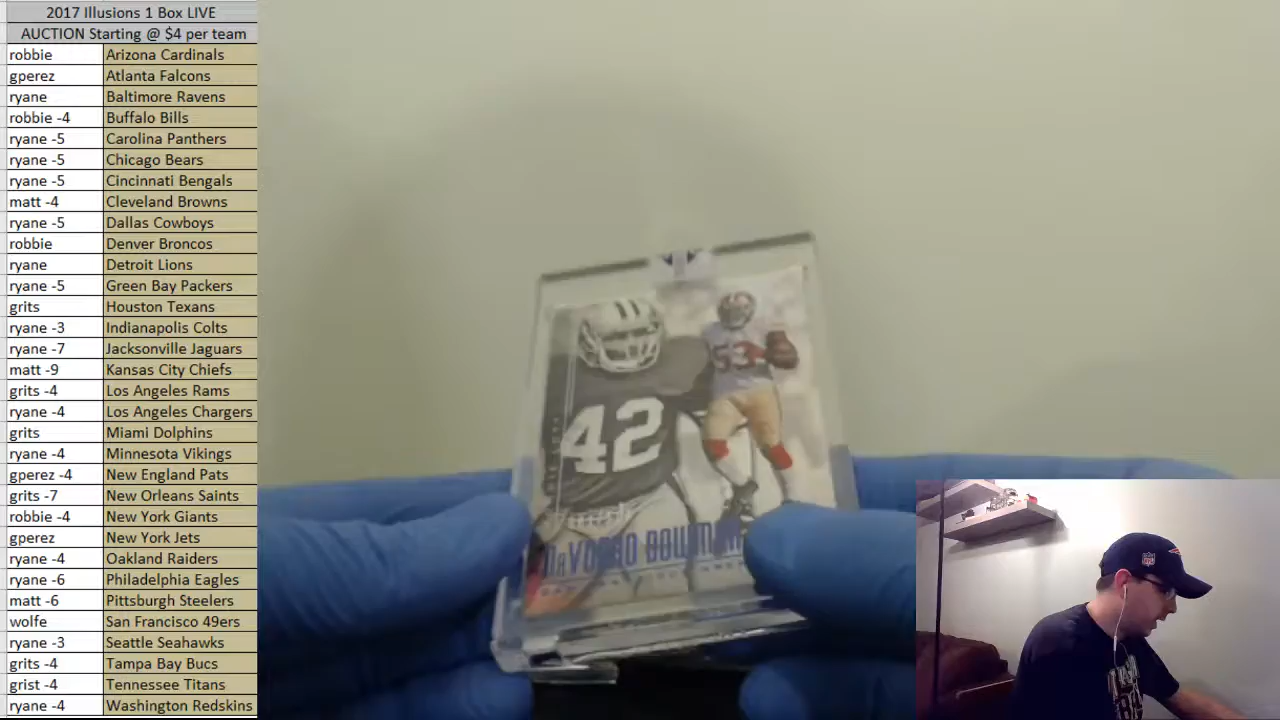 2017 Illusions 1 Box LIVE
AUCTION Starting @ $4 per team
robbie Arizona Cardinals
gperez Atlanta Falcons
ryane Baltimore Ravens
robbie -4 Buffalo Bills
ryane -5 Carolina Panthers
ryane -5 Chicago Bears
ryane -5 Cincinnati Bengals
matt -4 Cleveland Browns
ryane -5 Dallas Cowboys
robbie Denver Broncos
ryane Detroit Lions
ryane -5 Green Bay Packers
grits Houston Texans
ryane -3 Indianapolis Colts
ryane -7 Jacksonville Jaguars
matt -9 Kansas City Chiefs
grits -4 Los Angeles Rams
ryane -4 Los Angeles Chargers
grits Miami Dolphins
ryane -4 Minnesota Vikings
gperez -4 New England Pats
grits -7 New Orleans Saints
robbie -4 New York Giants
gperez New York Jets
ryane -4 Oakland Raiders
ryane -6 Philadelphia Eagles
matt -6 Pittsburgh Steelers
wolfe San Francisco 49ers
ryane -3 Seattle Seahawks
grits -4 Tampa Bay Bucs
grist -4 Tennessee Titans
ryane -4 Washington Redskins
42
53
NFL